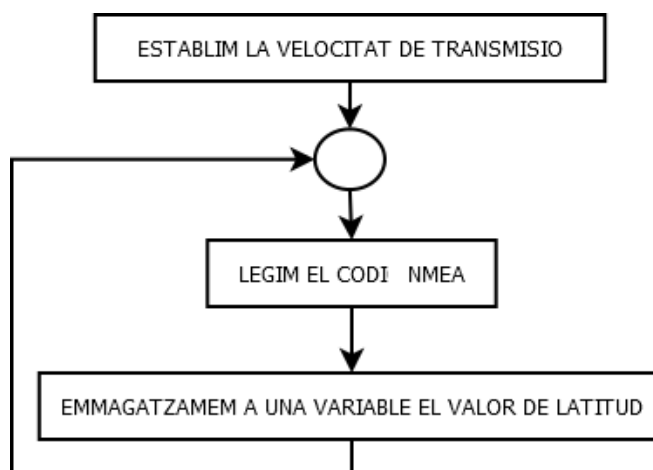 ESTABLIM LA VELOCITAT DE TRANSMISIO
LEGIM EL CODI NMEA
EMMAGATZAMEM A UNA VARIABLE EL VALOR DE LATITUD